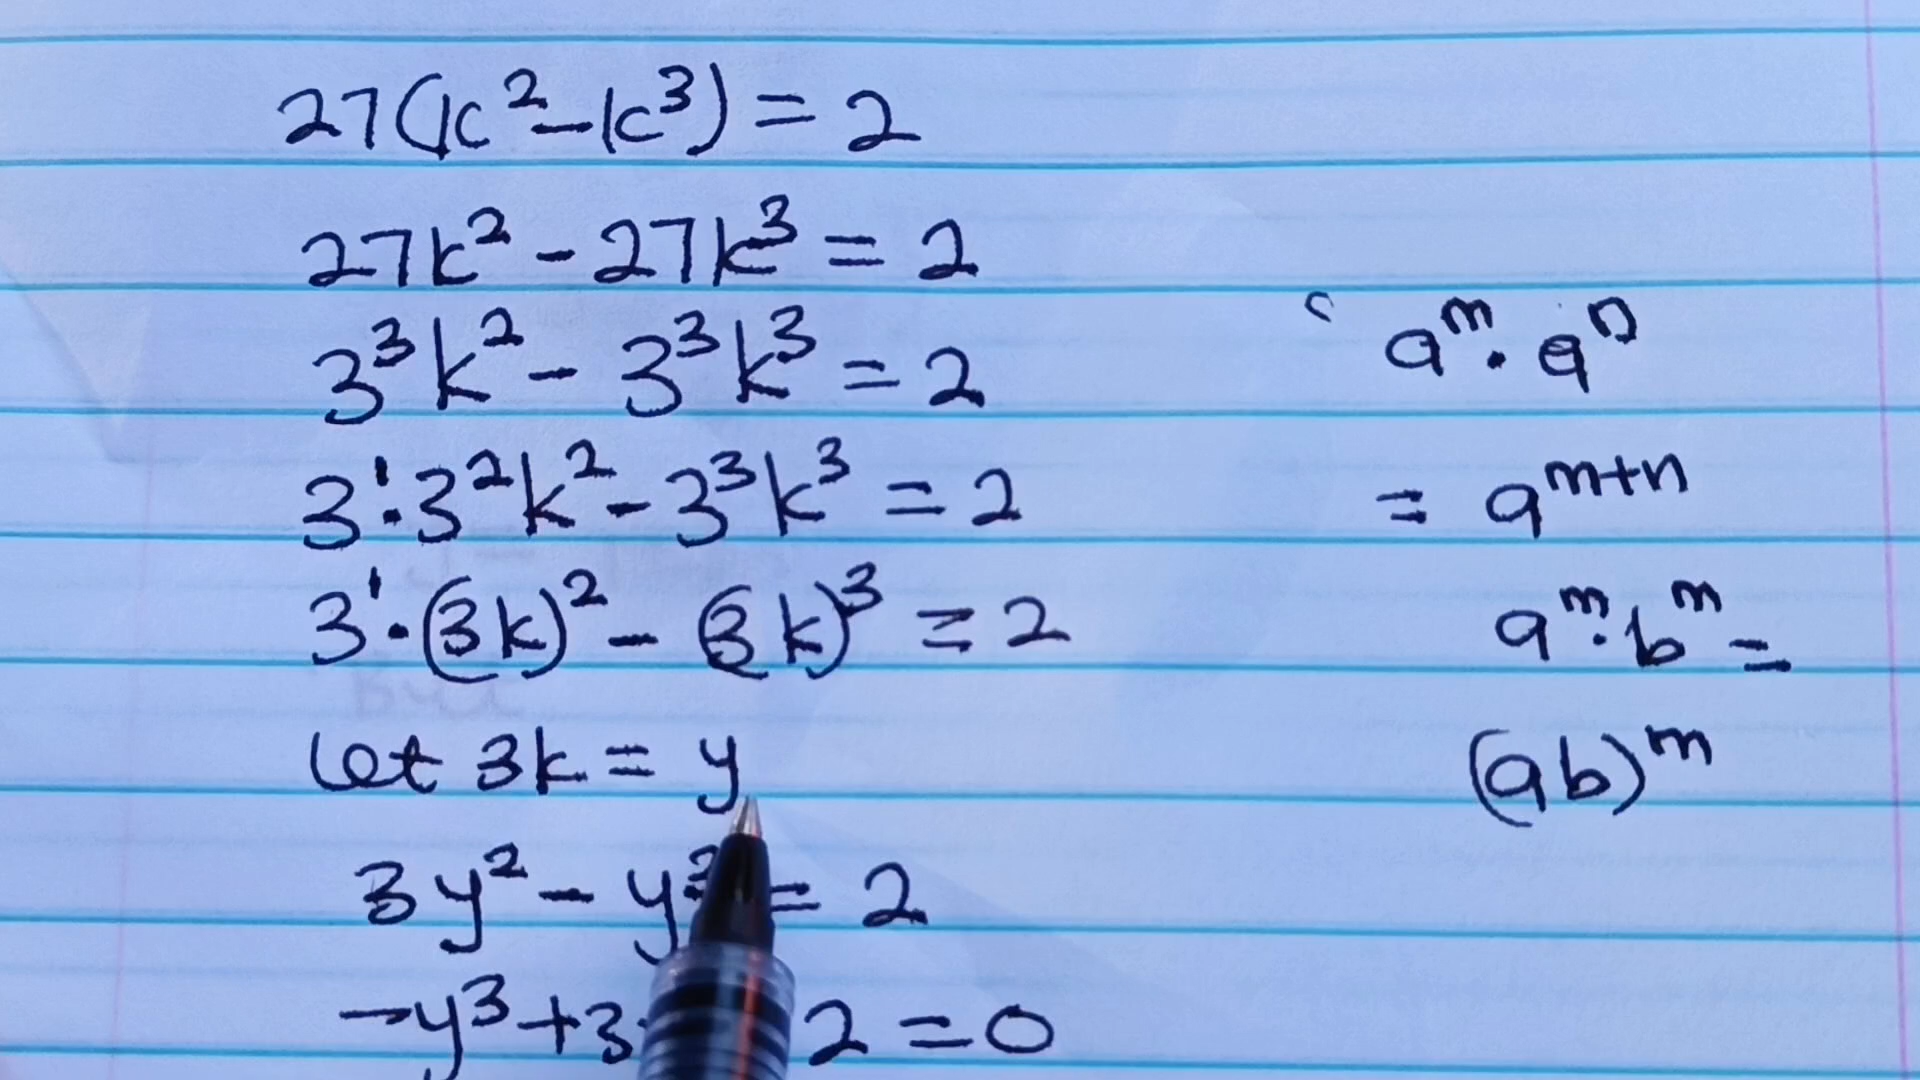 27(k²-k³) = 2
27k² - 27k³ = 2
3³k² - 3³k³ = 2
3¹·3²k² - 3³k³ = 2
3¹·(3k)² - (3k)³ = 2
let 3k = y
3y² - y³ = 2
-y³+3 2 = 0
aᵐ·aⁿ
= aᵐ⁺ⁿ
aᵐ·bᵐ =
(ab)ᵐ